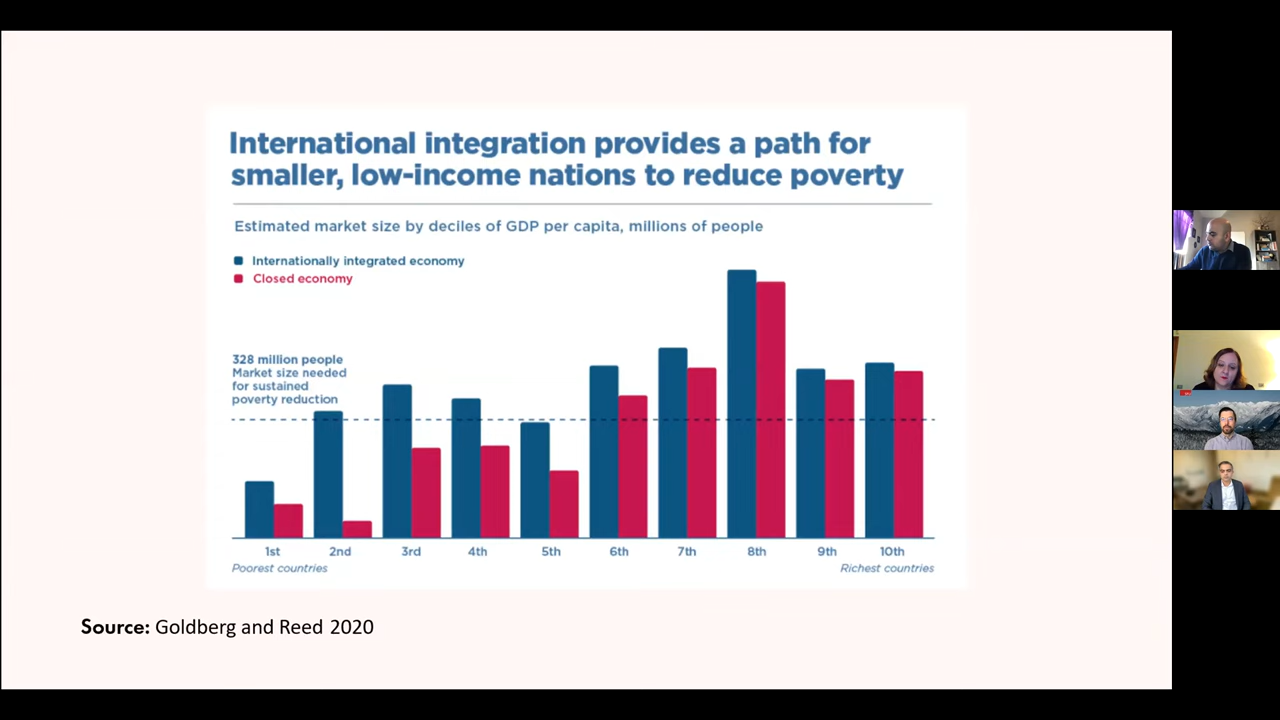 International integration provides a path for
smaller, low-income nations to reduce poverty
Estimated market size by deciles of GDP per capita, millions of people
Internationally integrated economy
Closed economy
328 million people
Market size needed
for sustained
poverty reduction
1st 2nd 3rd 4th 5th 6th 7th 8th 9th 10th
Poorest countries Richest countries
Source: Goldberg and Reed 2020